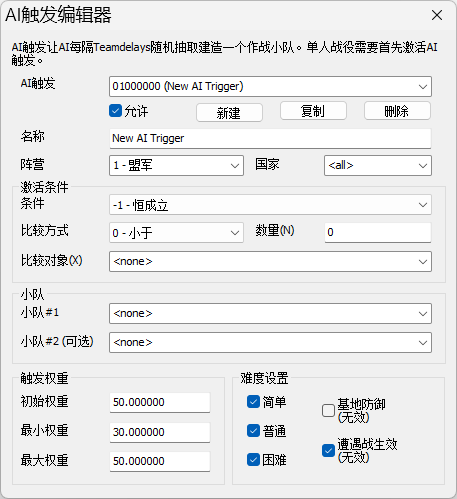 AI触发编辑器
AI触发让AI每隔Teamdelays随机抽取建造一个作战小队。单人战役需要首先激活AI
触发。
AI触发 01000000 (New AI Trigger)
允许 新建 复制 删除
名称 New AI Trigger
阵营 1 - 盟军 国家 <all>
激活条件
条件 -1 - 恒成立
比较方式 0 - 小于 数量(N) 0
比较对象(X) <none>
小队
小队#1 <none>
小队#2 (可选) <none>
触发权重
初始权重 50.000000
最小权重 30.000000
最大权重 50.000000
难度设置
简单
普通
困难
基地防御
(无效)
遭遇战生效
(无效)